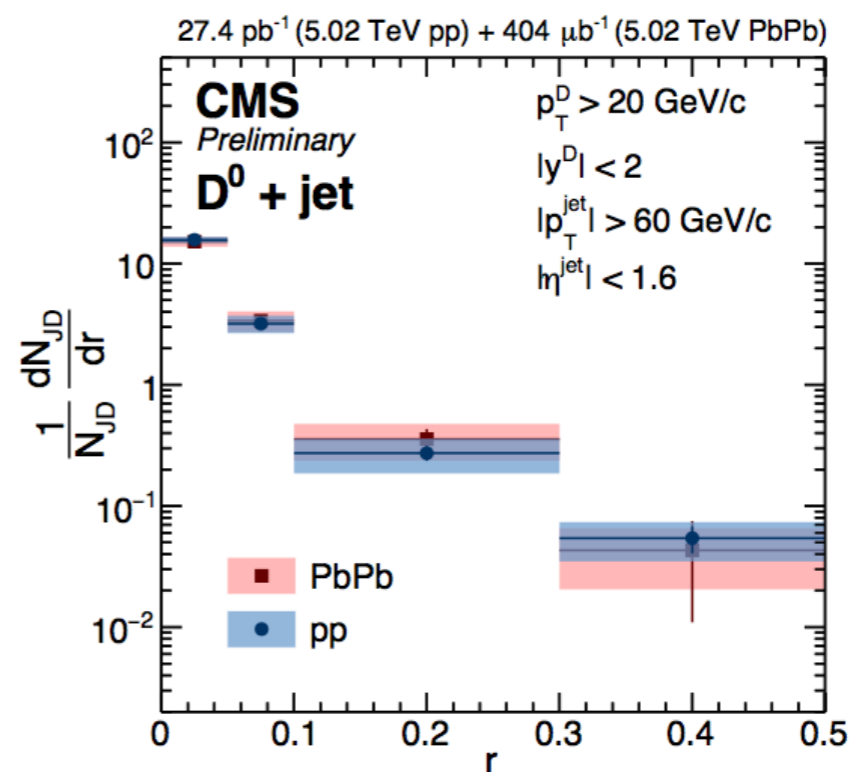 27.4 pb⁻¹ (5.02 TeV pp) + 404 μb⁻¹ (5.02 TeV PbPb)
CMS
Preliminary
D⁰ + jet
p_T^D > 20 GeV/c
|y^D| < 2
|p_T^jet| > 60 GeV/c
|η^jet| < 1.6
1/N_JD dN_JD/dr
10²
10
1
10⁻¹
10⁻²
PbPb
pp
0 0.1 0.2 0.3 0.4 0.5
r